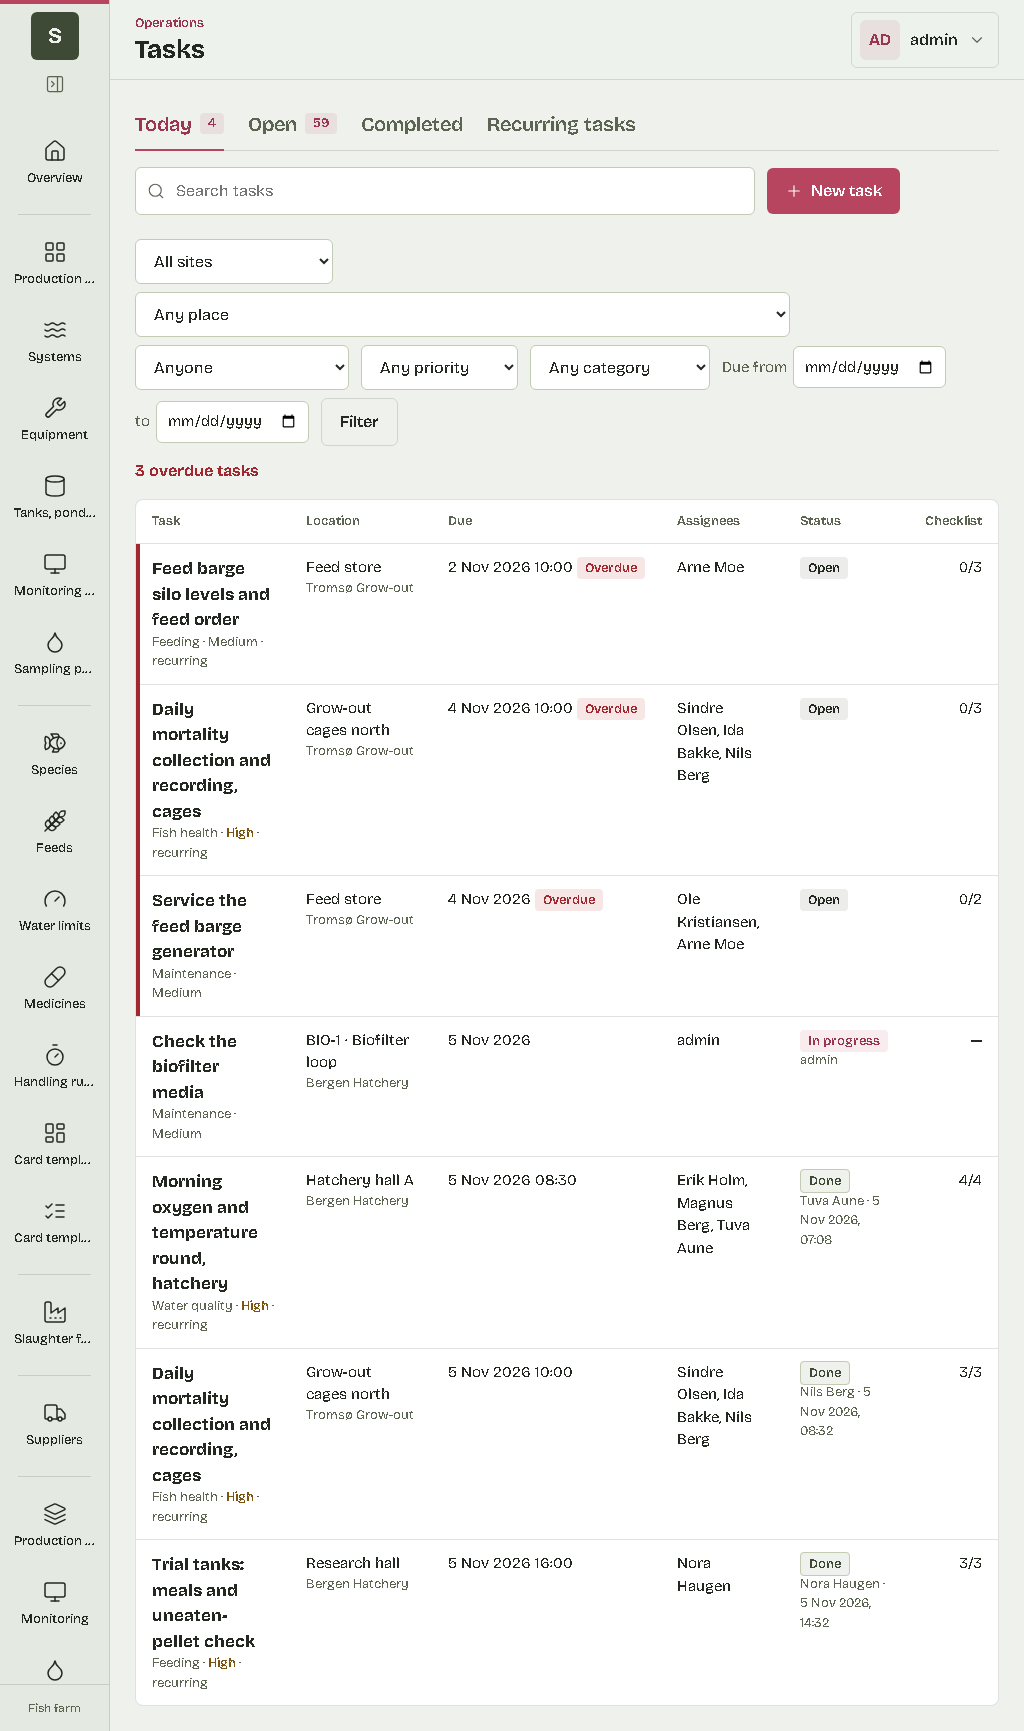 S
Overview
Production ...
Systems
Equipment
Tanks, pond...
Monitoring ...
Sampling p...
Species
Feeds
Water limits
Medicines
Handling ru...
Card templ...
Card templ...
Slaughter f...
Suppliers
Production ...
Monitoring
Fish farm
Operations
Tasks
AD admin
Today 4 Open 59 Completed Recurring tasks
Search tasks
New task
All sites
Any place
Anyone Any priority Any category Due from mm/dd/yyyy
to mm/dd/yyyy Filter
3 overdue tasks
Task Location Due Assignees Status Checklist
Feed barge
silo levels and
feed order
Feeding · Medium ·
recurring
Feed store
Tromsø Grow-out
2 Nov 2026 10:00 Overdue
Arne Moe
Open
0/3
Daily
mortality
collection and
recording,
cages
Fish health · High ·
recurring
Grow-out
cages north
Tromsø Grow-out
4 Nov 2026 10:00 Overdue
Sindre
Olsen, Ida
Bakke, Nils
Berg
Open
0/3
Service the
feed barge
generator
Maintenance ·
Medium
Feed store
Tromsø Grow-out
4 Nov 2026 Overdue
Ole
Kristiansen,
Arne Moe
Open
0/2
Check the
biofilter
media
Maintenance ·
Medium
BIO-1 · Biofilter
loop
Bergen Hatchery
5 Nov 2026
admin
In progress
admin
—
Morning
oxygen and
temperature
round,
hatchery
Water quality · High ·
recurring
Hatchery hall A
Bergen Hatchery
5 Nov 2026 08:30
Erik Holm,
Magnus
Berg, Tuva
Aune
Done
Tuva Aune · 5
Nov 2026,
07:08
4/4
Daily
mortality
collection and
recording,
cages
Fish health · High ·
recurring
Grow-out
cages north
Tromsø Grow-out
5 Nov 2026 10:00
Sindre
Olsen, Ida
Bakke, Nils
Berg
Done
Nils Berg · 5
Nov 2026,
08:32
3/3
Trial tanks:
meals and
uneaten-
pellet check
Feeding · High ·
recurring
Research hall
Bergen Hatchery
5 Nov 2026 16:00
Nora
Haugen
Done
Nora Haugen ·
5 Nov 2026,
14:32
3/3